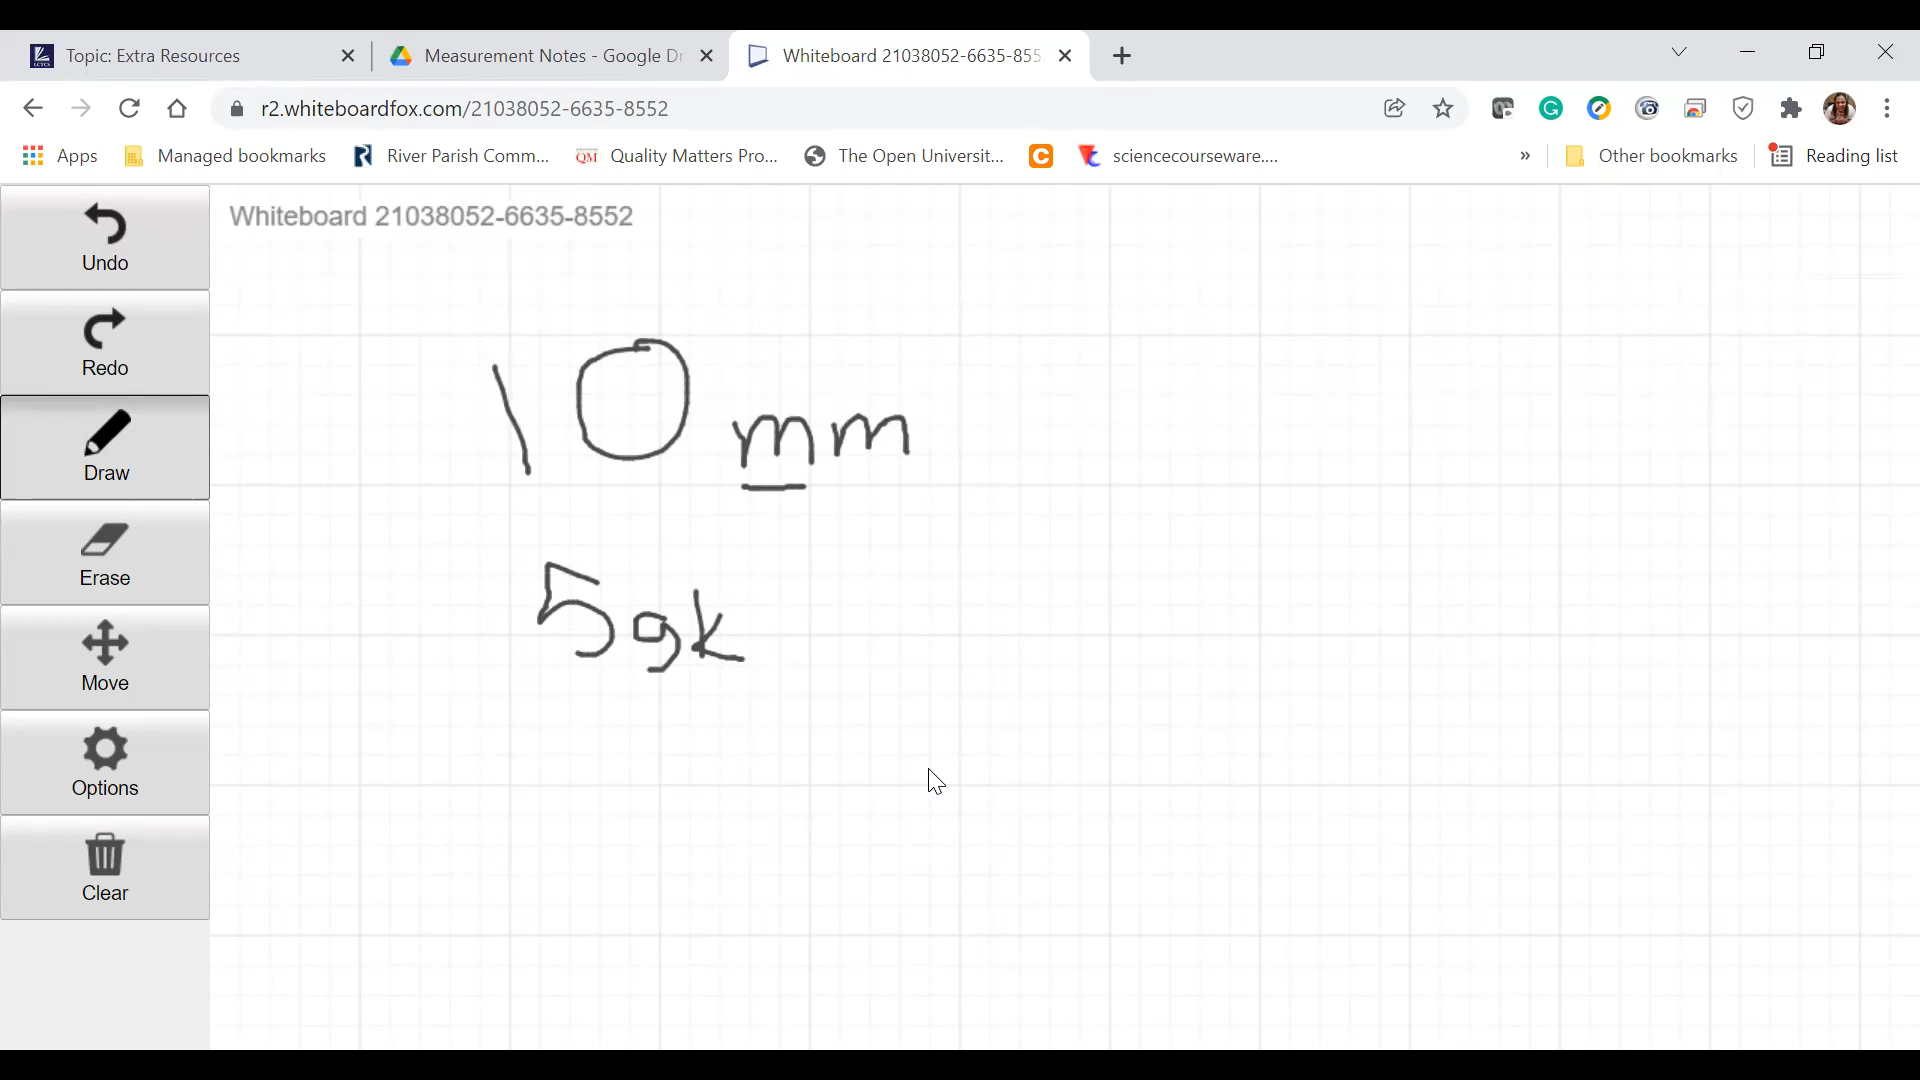 Topic: Extra Resources
Measurement Notes - Google Dr
Whiteboard 21038052-6635-855
r2.whiteboardfox.com/21038052-6635-8552
Apps
Managed bookmarks
River Parish Comm...
QM
Quality Matters Pro...
The Open Universit...
C
sciencecourseware....
»
Other bookmarks
Reading list
Undo
Redo
Draw
Erase
Move
Options
Clear
Whiteboard 21038052-6635-8552
10 mm
5gk